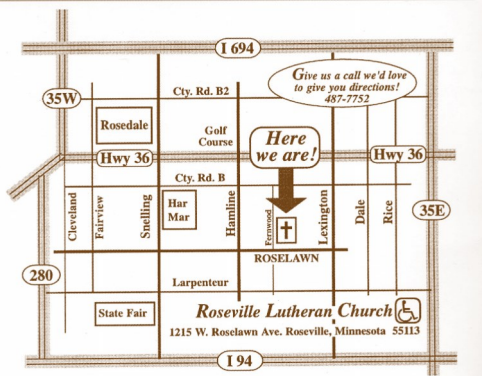 I 694
Give us a call we'd love
to give you directions!
487-7752
Cty. Rd. B2
35W
Rosedale
Golf
Course
Here
we are!
Hwy 36
Hwy 36
Cty. Rd. B
Cleveland
Fairview
Snelling
Har
Mar
Hamline
Fernwood
Lexington
Dale
Rice
35E
ROSELAWN
280
Larpenteur
State Fair
Roseville Lutheran Church
1215 W. Roselawn Ave. Roseville, Minnesota 55113
I 94